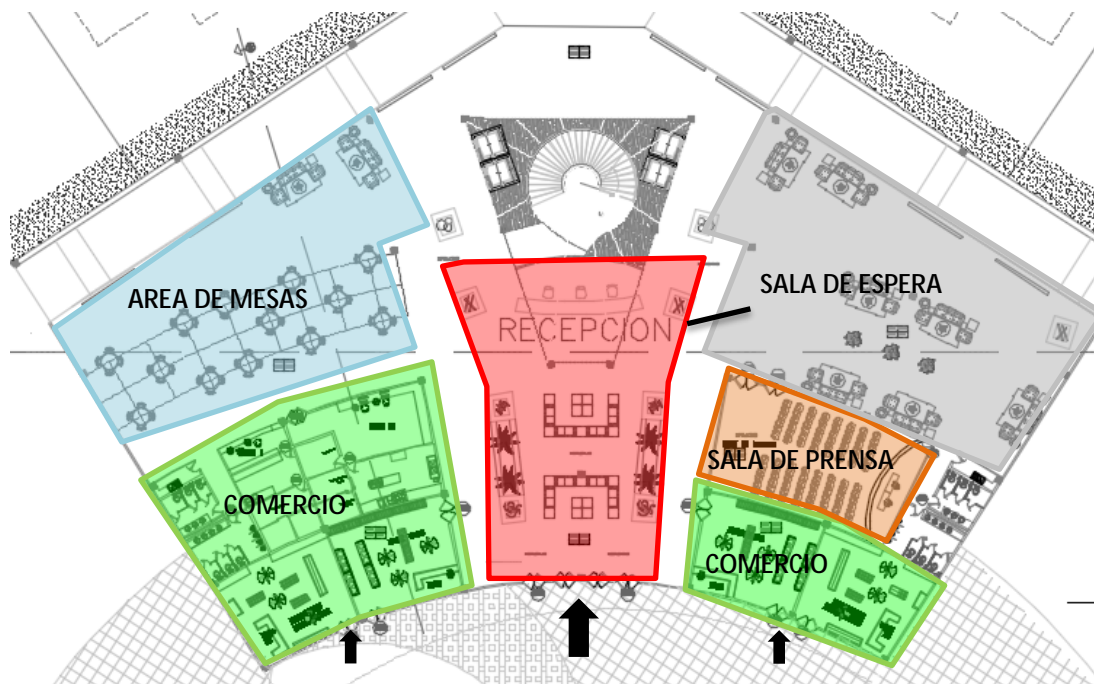 AREA DE MESAS
SALA DE ESPERA
RECEPCION
SALA DE PRENSA
COMERCIO
COMERCIO